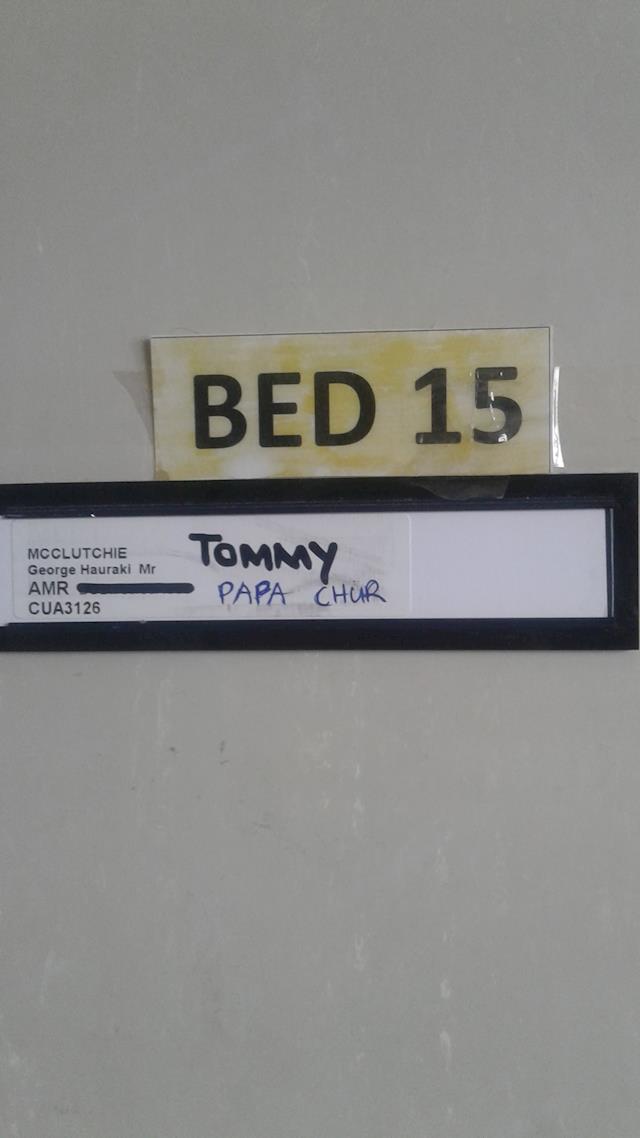 BED 15
MCCLUTCHIE
George Hauraki Mr
AMR
CUA3126
TOMMY
PAPA CHUR